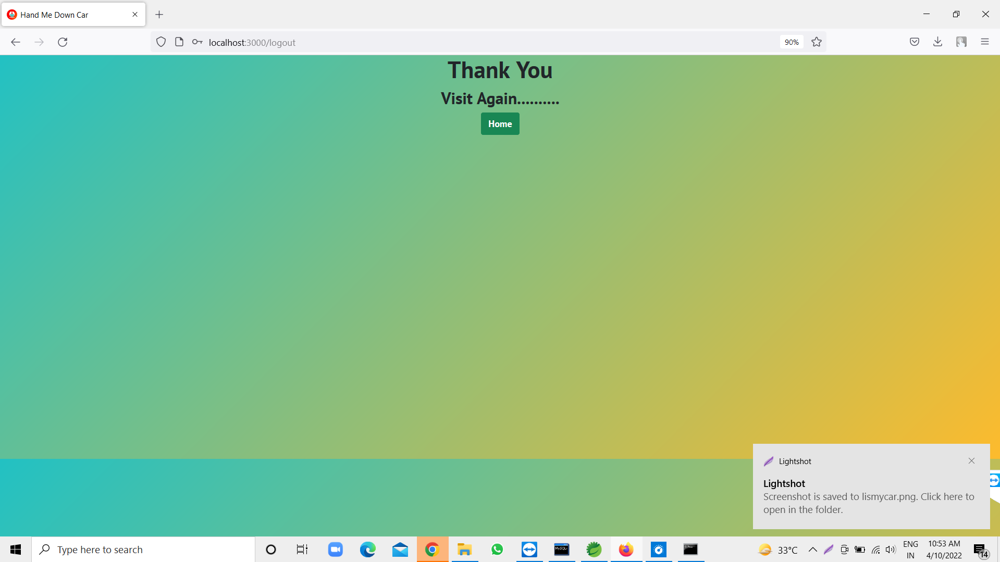 Hand Me Down Car
localhost:3000/logout
90%
Thank You
Visit Again..........
Home
Lightshot
Lightshot
Screenshot is saved to lismycar.png. Click here to
open in the folder.
Type here to search
MySQL
33°C
ENG
IN
10:53 AM
4/10/2022
14